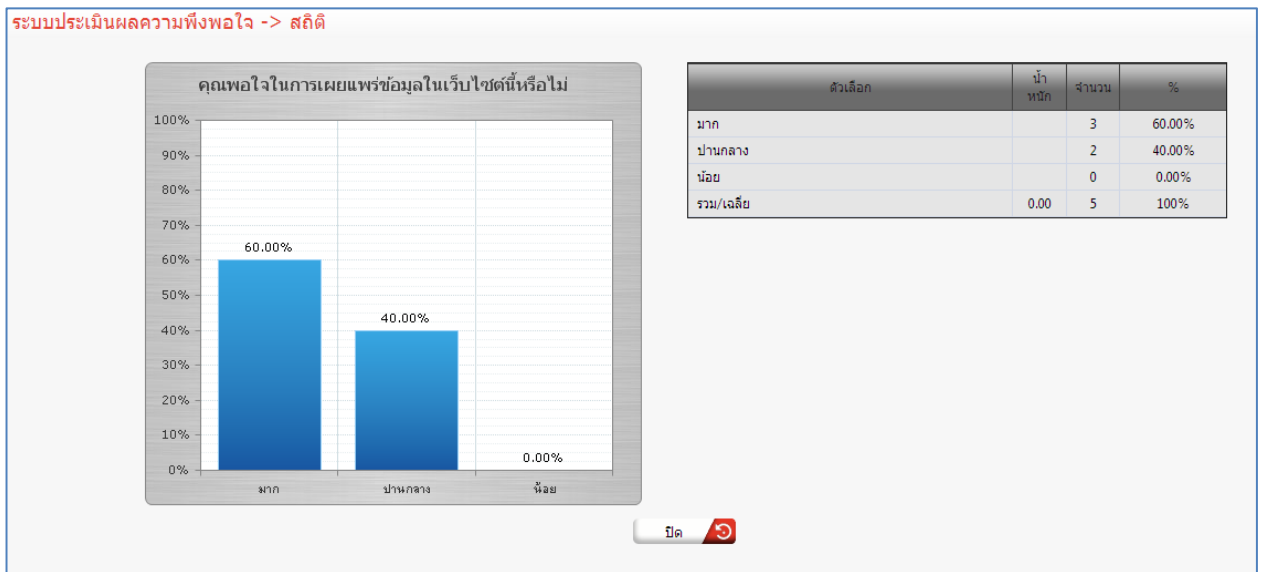 ระบบประเมินผลความพึงพอใจ -> สถิติ
คุณพอใจในการเผยแพร่ข้อมูลในเว็บไซต์นี้หรือไม่
100%
90%
80%
70%
60%
50%
40%
30%
20%
10%
0%
60.00%
40.00%
0.00%
มาก ปานกลาง น้อย
ตัวเลือก น้ำหนัก จำนวน %
มาก 3 60.00%
ปานกลาง 2 40.00%
น้อย 0 0.00%
รวม/เฉลี่ย 0.00 5 100%
ปิด